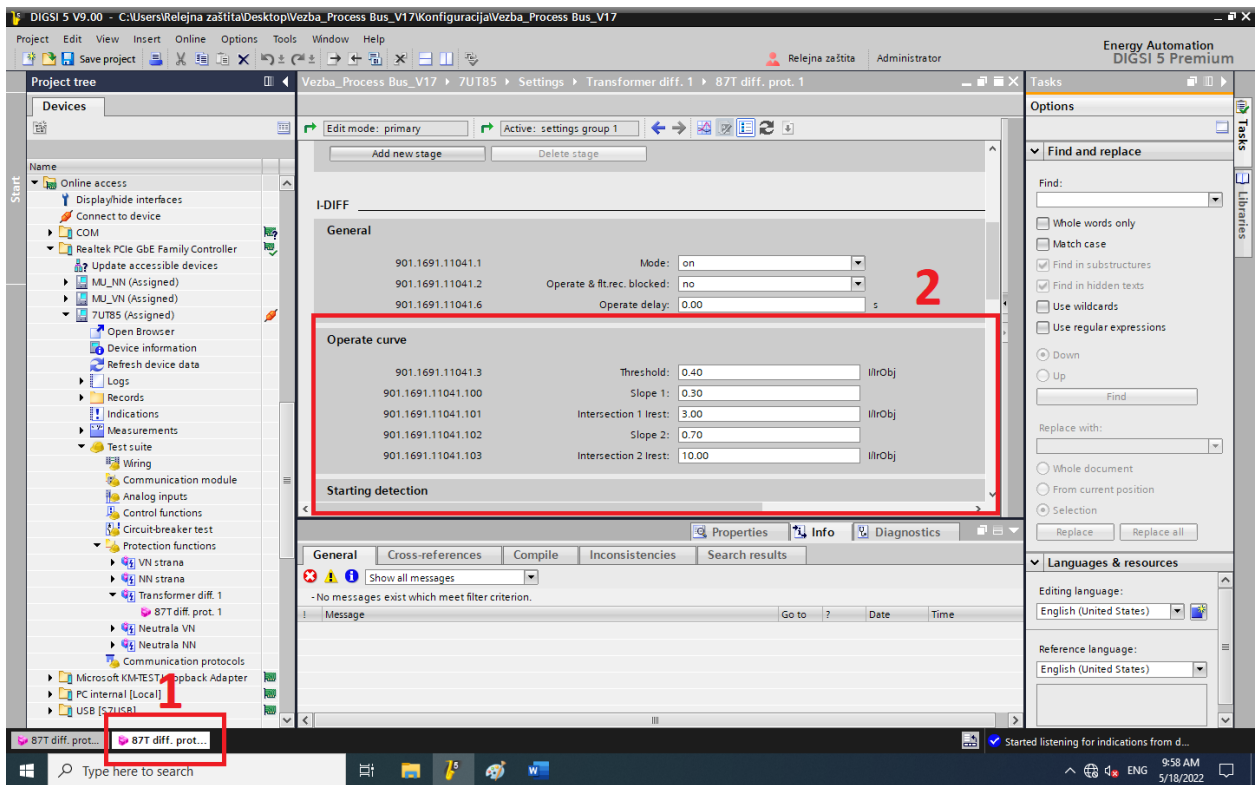 DIGSI 5 V9.00 - C:\Users\Relejna zaštita\Desktop\Vezba_Process Bus_V17\Konfiguracija\Vezba_Process Bus_V17
Project Edit View Insert Online Options Tools Window Help
Energy Automation
DIGSI 5 Premium
Save project
Relejna zaštita Administrator
Project tree
Vezba_Process Bus_V17 ▸ 7UT85 ▸ Settings ▸ Transformer diff. 1 ▸ 87T diff. prot. 1
Tasks
Devices
Options
Edit mode: primary
Active: settings group 1
Add new stage
Delete stage
Find and replace
Name
Start
Online access
Display/hide interfaces
Connect to device
COM
Realtek PCIe GbE Family Controller
Update accessible devices
MU_NN (Assigned)
MU_VN (Assigned)
7UT85 (Assigned)
Open Browser
Device information
Refresh device data
Logs
Records
Indications
Measurements
Test suite
Wiring
Communication module
Analog inputs
Control functions
Circuit-breaker test
Protection functions
VN strana
NN strana
Transformer diff. 1
87T diff. prot. 1
Neutrala VN
Neutrala NN
Communication protocols
Microsoft KM-TEST Loopback Adapter
PC internal [Local]
USB [S7USB]
1
I-DIFF
General
901.1691.11041.1 Mode: on
901.1691.11041.2 Operate & flt.rec. blocked: no
901.1691.11041.6 Operate delay: 0.00 s
2
Operate curve
901.1691.11041.3 Threshold: 0.40 I/IrObj
901.1691.11041.100 Slope 1: 0.30
901.1691.11041.101 Intersection 1 Irest: 3.00 I/IrObj
901.1691.11041.102 Slope 2: 0.70
901.1691.11041.103 Intersection 2 Irest: 10.00 I/IrObj
Starting detection
Properties Info Diagnostics
General Cross-references Compile Inconsistencies Search results
Show all messages
- No messages exist which meet filter criterion.
! Message Go to ? Date Time
Find:
Whole words only
Match case
Find in substructures
Find in hidden texts
Use wildcards
Use regular expressions
Down
Up
Find
Replace with:
Whole document
From current position
Selection
Replace Replace all
Languages & resources
Editing language:
English (United States)
Reference language:
English (United States)
Tasks
Libraries
87T diff. prot... 87T diff. prot...
Started listening for indications from d...
Type here to search
ENG
9:58 AM
5/18/2022